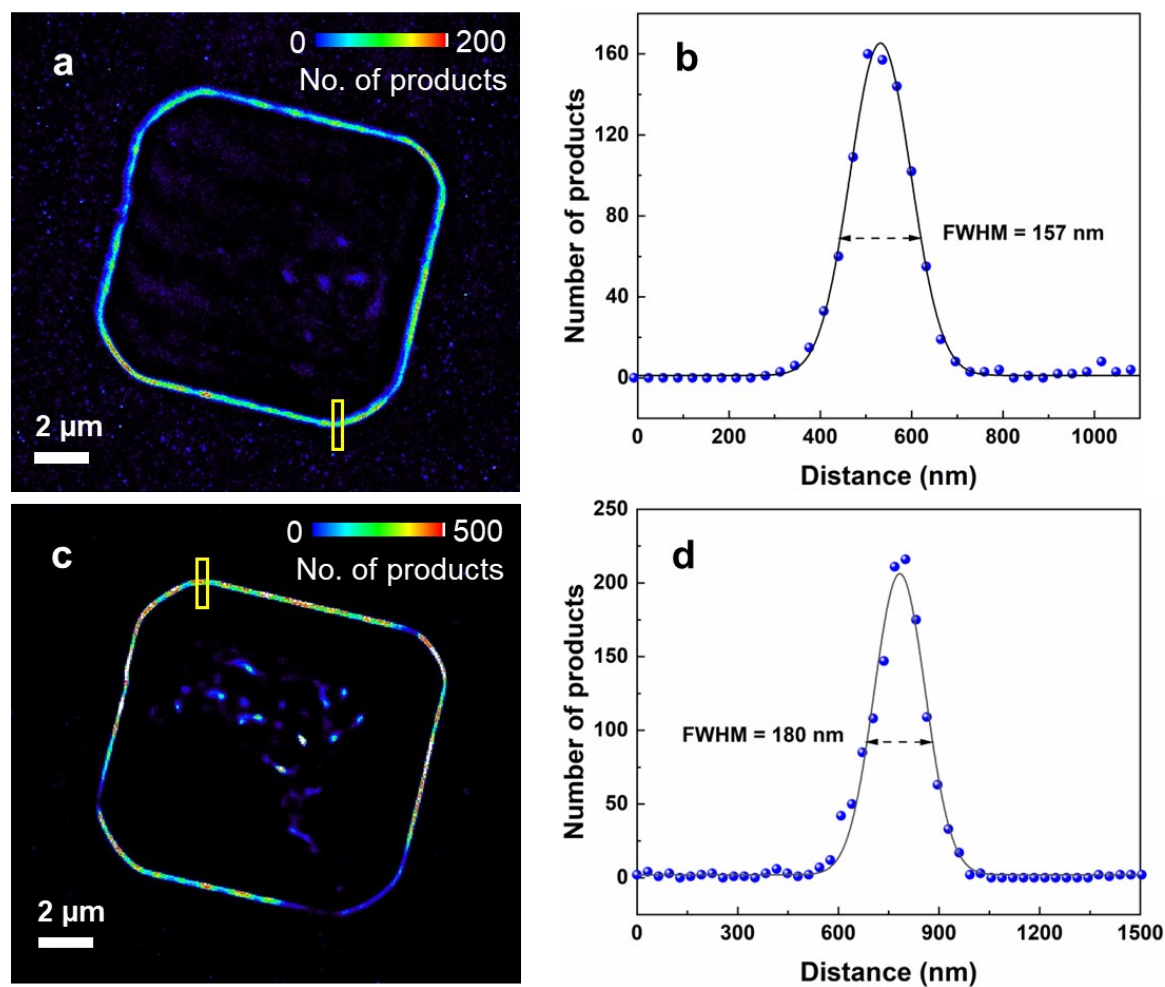 a
0 200
No. of products
2 µm
b
Number of products
160
120
80
40
0
FWHM = 157 nm
0 200 400 600 800 1000
Distance (nm)
c
0 500
No. of products
2 µm
d
Number of products
250
200
150
100
50
0
FWHM = 180 nm
0 300 600 900 1200 1500
Distance (nm)